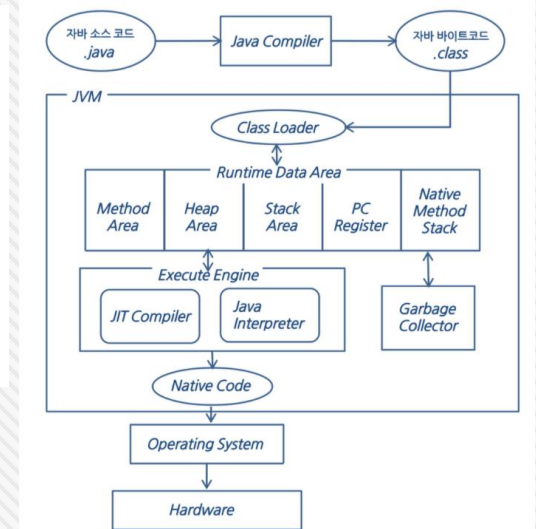 자바 소스 코드
.java
Java Compiler
자바 바이트코드
.class
JVM
Class Loader
Runtime Data Area
Method
Area
Heap
Area
Stack
Area
PC
Register
Native
Method
Stack
Execute Engine
JIT Compiler
Java
Interpreter
Garbage
Collector
Native Code
Operating System
Hardware